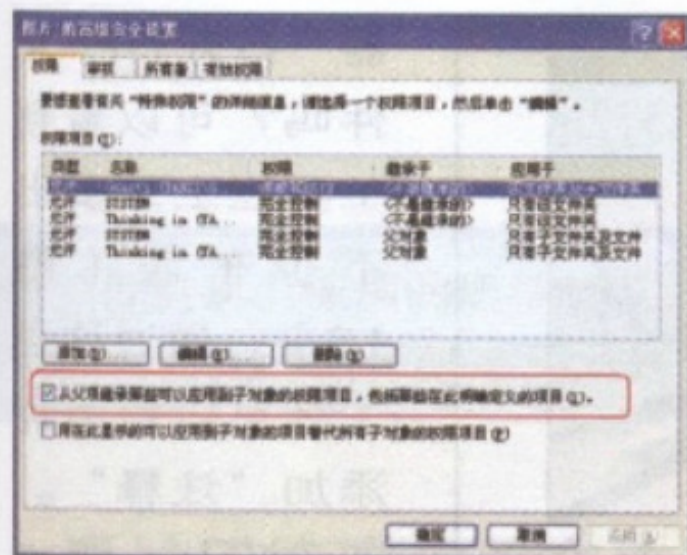 图片 的高级安全设置
权限 审核 所有者 有效权限
要想查看有关“特殊权限”的详细信息，请选择一个权限项目，然后单击“编辑”。
权限项目(T):
类型 名称 权限 继承于 应用于
允许 SYSTEM 完全控制 <不是继承的> 只有该文件夹
允许 Thinking in (TA... 完全控制 <不是继承的> 只有该文件夹
允许 SYSTEM 完全控制 父对象 只有子文件夹及文件
允许 Thinking in (TA... 完全控制 父对象 只有子文件夹及文件
添加(D)... 编辑(E)... 删除(R)
从父项继承那些可以应用到子对象的权限项目，包括那些在此明确定义的项目(I)。
用在此显示的可以应用到子对象的项目替代所有子对象的权限项目(P)
添加“注释”
确定 取消 应用(A)